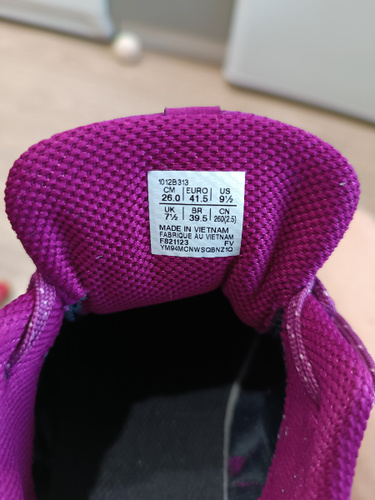 1012B313
CM EURO US
26.0 41.5 9½
UK BR CN
7½ 39.5 260(2.5)
MADE IN VIETNAM
FABRIQUE AU VIETNAM
F821123 FV
YM94MCNWSQBNZ1Q